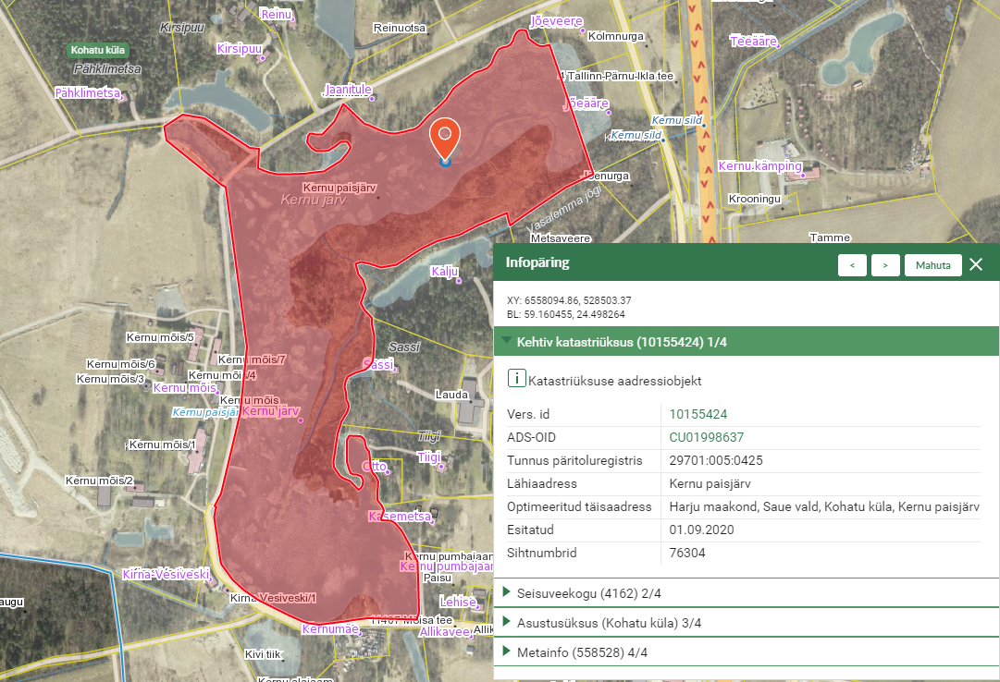 Reinu
Kirsipuu
Reinuotsa
Jõeveere
Kolmnurga
Teeääre
Kohatu küla
Kirsipuu
Pähklimetsa
Pähklimetsa
Jaanitule
4 Tallinn-Pärnu-Ikla tee
Jõeääre
Kernu sild
Kernu sild
Kernu kämping
Kernu paisjärv
Kernu järv
Krooningu
Vasalemma jõgi
Metsaveere
Tamme
Kalju
Kernu mõis/5
Sassi
Kernu mõis/7
Kernu mõis/6
Sassi
Kernu mõis/4
Kernu mõis/3
Kernu mõis
Lauda
Kernu mõis
Kernu paisjär
Kernu järv
Tiigi
Kernu mõis/1
Tiigi
Otto
Kernu mõis/2
Kasemetsa
Kernu pumbajaam
Kernu pumbajaar
Kirna-Vesiveski
Paisu
augu
Kirna-Vesiveski/1
Lehise
11407 Mõisa tee
Kernumäe
Allikavee
Allik
Kivi tiik
Infopäring
<
>
Mahuta
XY: 6558094.86, 528503.37
BL: 59.160455, 24.498264
Kehtiv katastriüksus (10155424) 1/4
i Katastriüksuse aadressiobjekt
Vers. id 10155424
ADS-OID CU01998637
Tunnus päritoluregistris 29701:005:0425
Lähiaadress Kernu paisjärv
Optimeeritud täisaadress Harju maakond, Saue vald, Kohatu küla, Kernu paisjärv
Esitatud 01.09.2020
Sihtnumbrid 76304
Seisuveekogu (4162) 2/4
Asustusüksus (Kohatu küla) 3/4
Metainfo (558528) 4/4